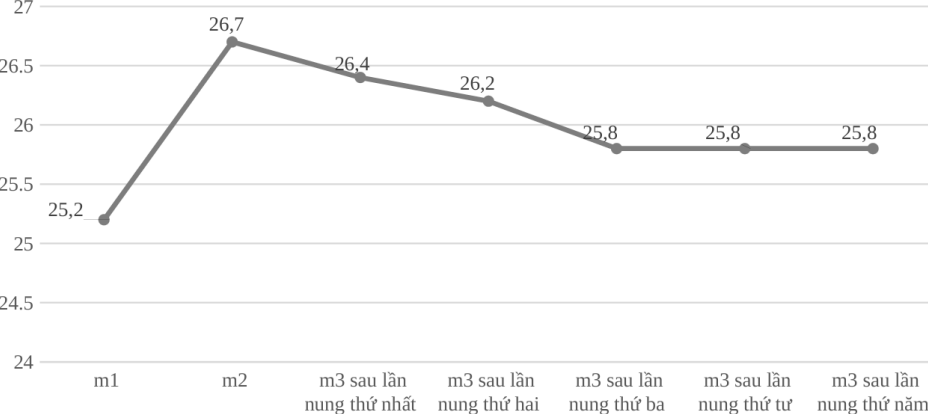 27
26.5
26
25.5
25
24.5
24
25,2
26,7
26,4
26,2
25,8
25,8
25,8
m1
m2
m3 sau lần
nung thứ nhất
m3 sau lần
nung thứ hai
m3 sau lần
nung thứ ba
m3 sau lần
nung thứ tư
m3 sau lần
nung thứ năm